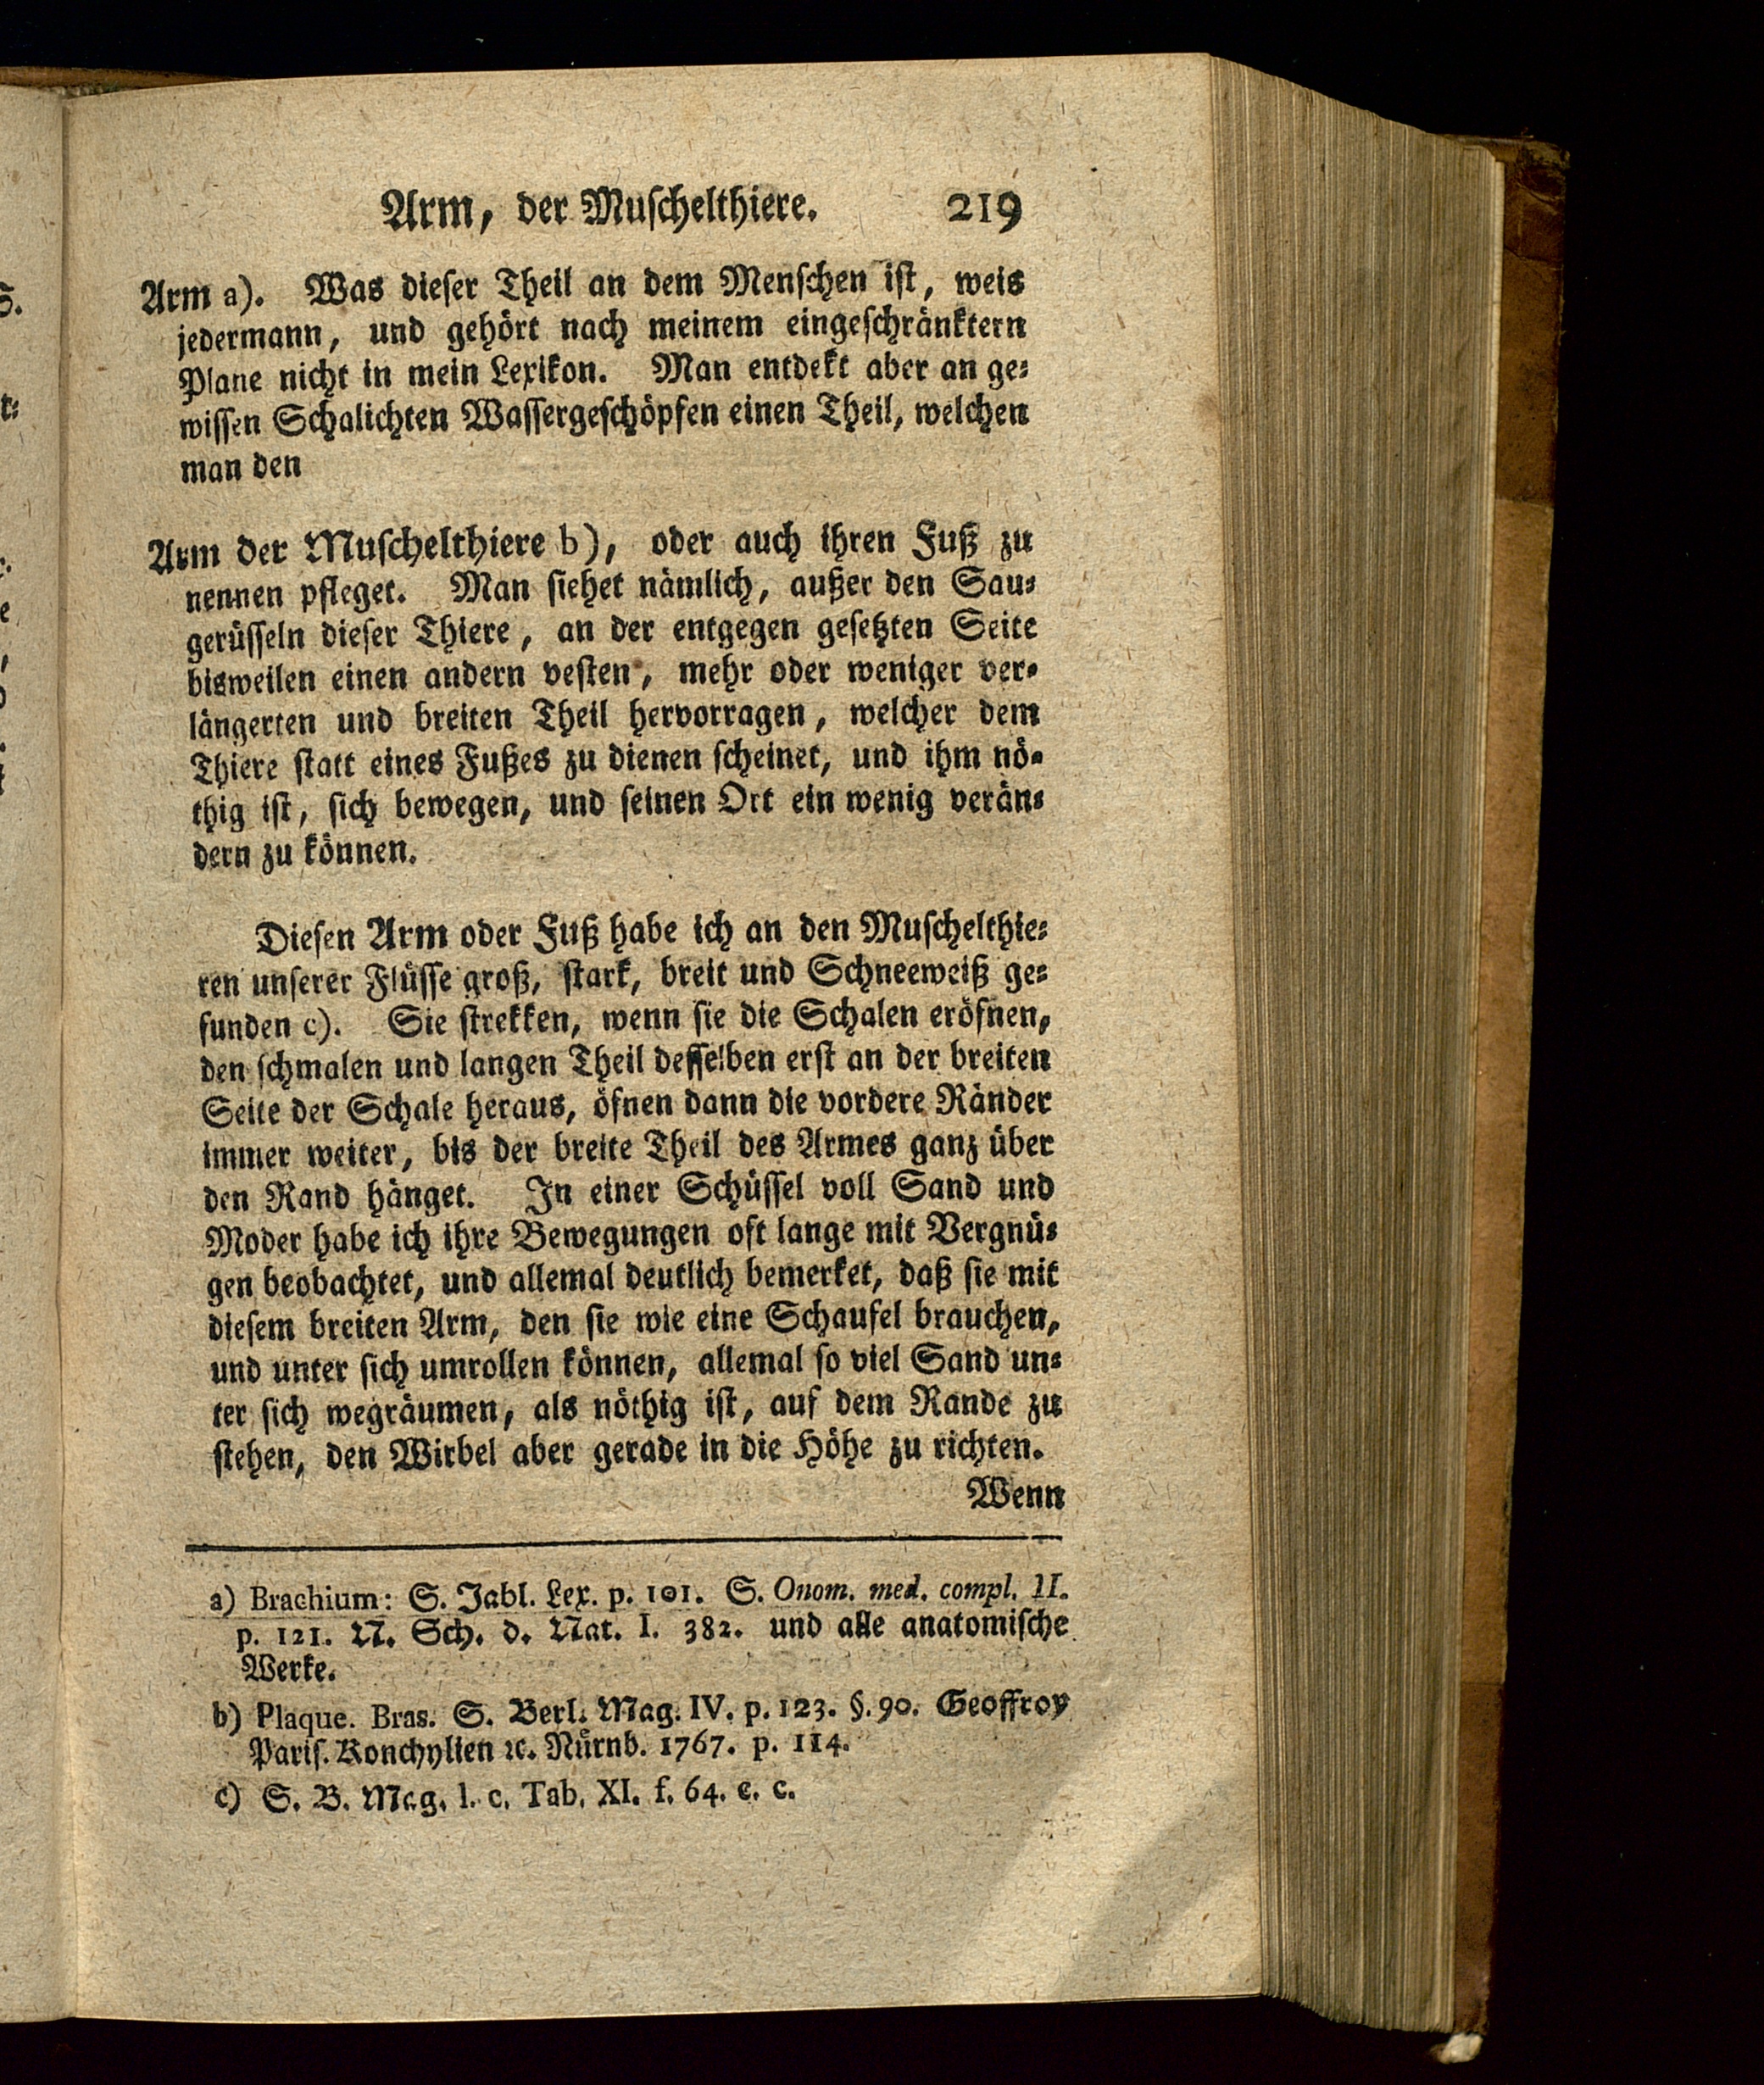 Arm, der Muschelthiere. 219
Arm a). Was dieser Theil an dem Menschen ist, weis
jedermann, und gehört nach meinem eingeschränktern
Plane nicht in mein Lexikon. Man entdekt aber an ge-
wissen Schalichten Wassergeschöpfen einen Theil, welchen
man den
Arm der Muschelthiere b), oder auch ihren Fuß zu
nennen pfleget. Man siehet nämlich, außer den Sau-
gerüsseln dieser Thiere, an der entgegen gesetzten Seite
bisweilen einen andern vesten, mehr oder weniger ver-
längerten und breiten Theil hervorragen, welcher dem
Thiere statt eines Fußes zu dienen scheinet, und ihm nö-
thig ist, sich bewegen, und seinen Ort ein wenig verän-
dern zu können.
Diesen Arm oder Fuß habe ich an den Muschelthie-
ren unserer Flüsse groß, stark, breit und Schneeweiß ge-
funden c). Sie strekken, wenn sie die Schalen eröfnen,
den schmalen und langen Theil desselben erst an der breiten
Seite der Schale heraus, öfnen dann die vordere Ränder
immer weiter, bis der breite Theil des Armes ganz über
den Rand hänget. In einer Schüssel voll Sand und
Moder habe ich ihre Bewegungen oft lange mit Vergnü-
gen beobachtet, und allemal deutlich bemerket, daß sie mit
diesem breiten Arm, den sie wie eine Schaufel brauchen,
und unter sich umrollen können, allemal so viel Sand un-
ter sich wegräumen, als nöthig ist, auf dem Rande zu
stehen, den Wirbel aber gerade in die Höhe zu richten.
Wenn
a) Brachium: S. Jabl. Lex. p. 101. S. Onom. med. compl. II.
p. 121. N. Sch. d. Nat. I. 382. und alle anatomische
Werke.
b) Plaque. Bras. S. Berl. Mag. IV. p. 123. §. 90. Geoffroy
Paris. Konchylien ꝛc. Nürnb. 1767. p. 114.
c) S. B. Mag. l. c. Tab. XI. f. 64. c. c.